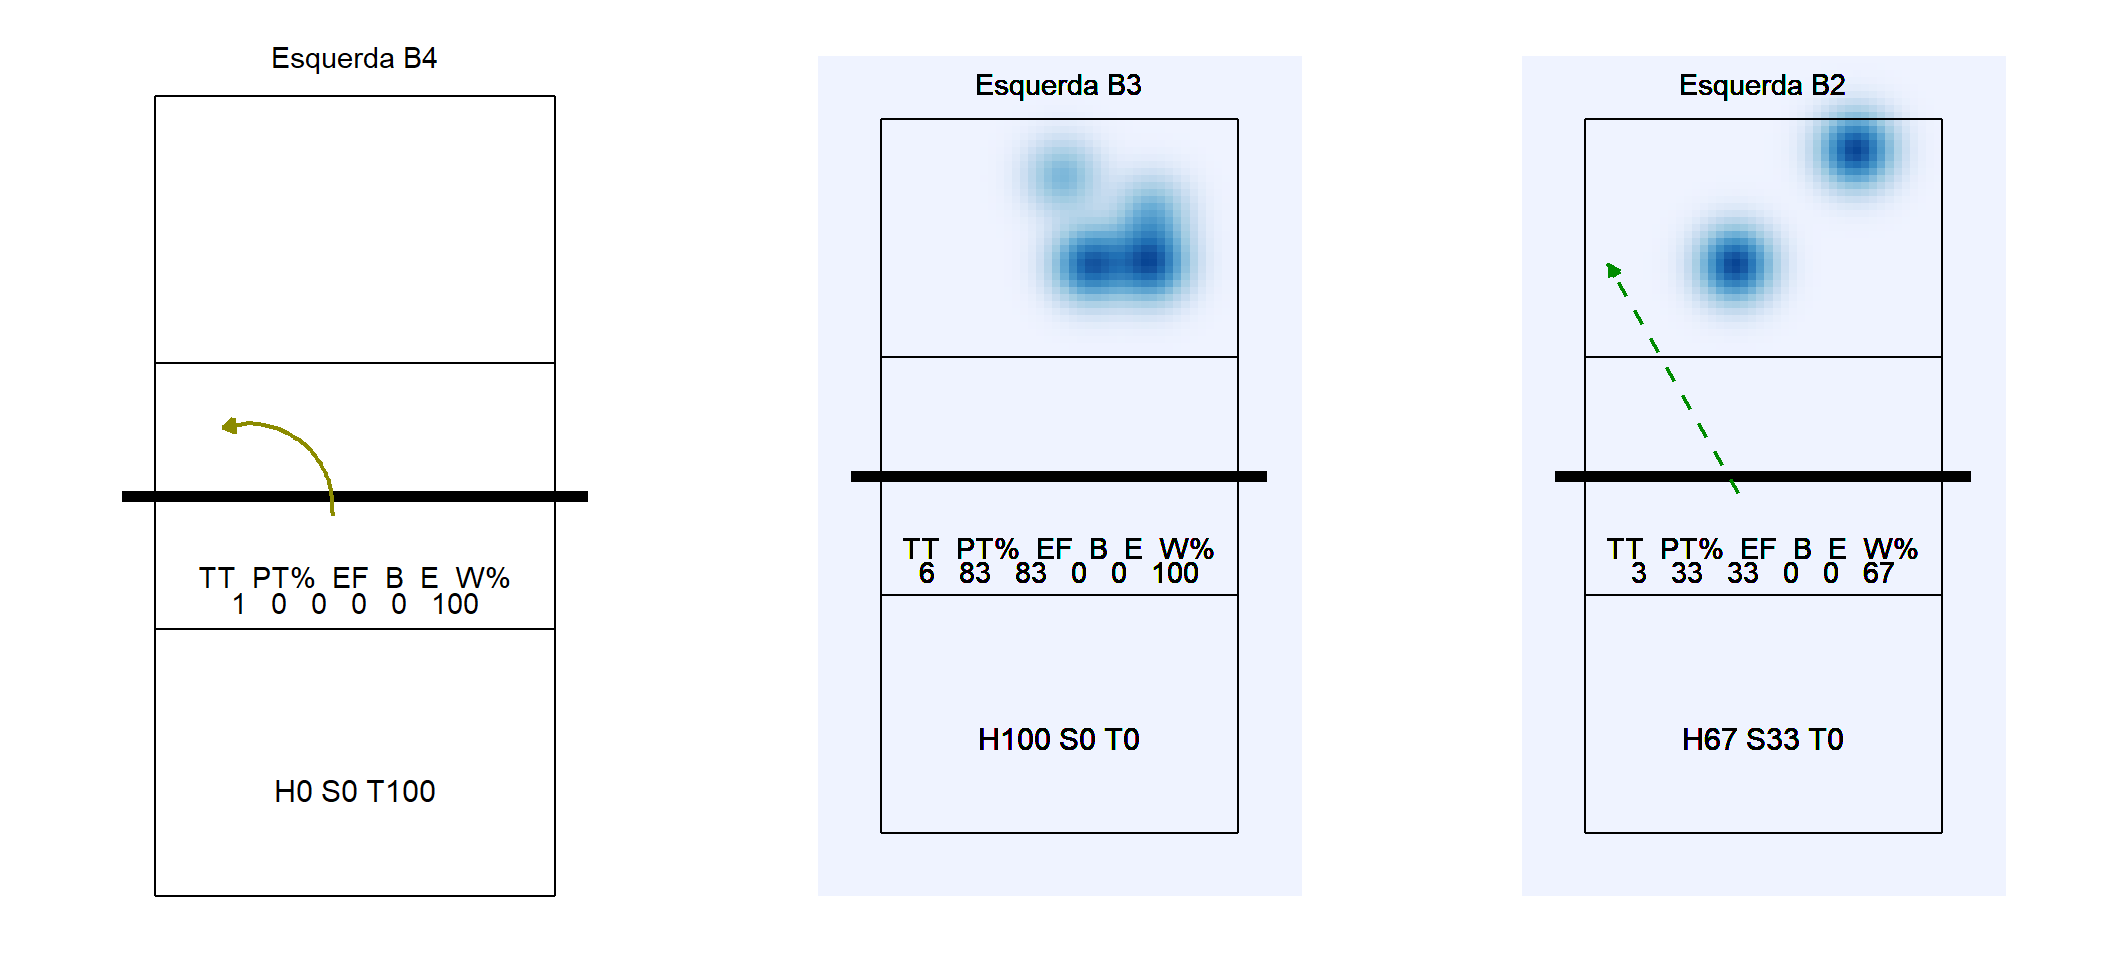 Esquerda B4
TT PT% EF B E W%
1 0 0 0 0 100
H0 S0 T100
Esquerda B3
TT PT% EF B E W%
6 83 83 0 0 100
H100 S0 T0
Esquerda B2
TT PT% EF B E W%
3 33 33 0 0 67
H67 S33 T0